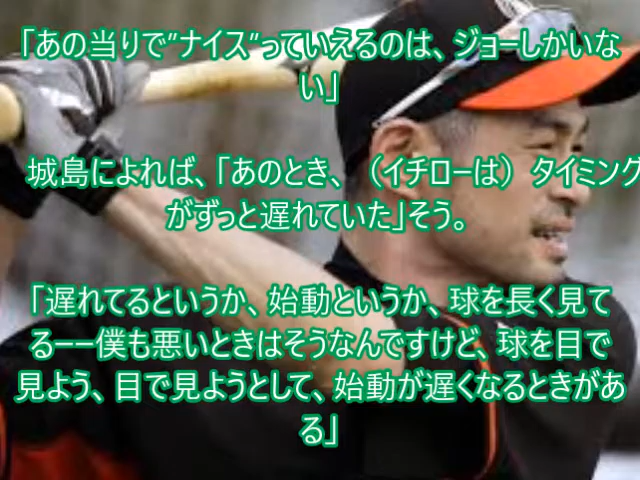 「あの当りで”ナイス“っていえるのは、ジョーしかいな
い」
城島によれば、「あのとき、（イチローは）タイミング
がずっと遅れていた」そう。
「遅れてるというか、始動というか、球を長く見て
るーー僕も悪いときはそうなんですけど、球を目で
見よう、目で見ようとして、始動が遅くなるときがあ
る」